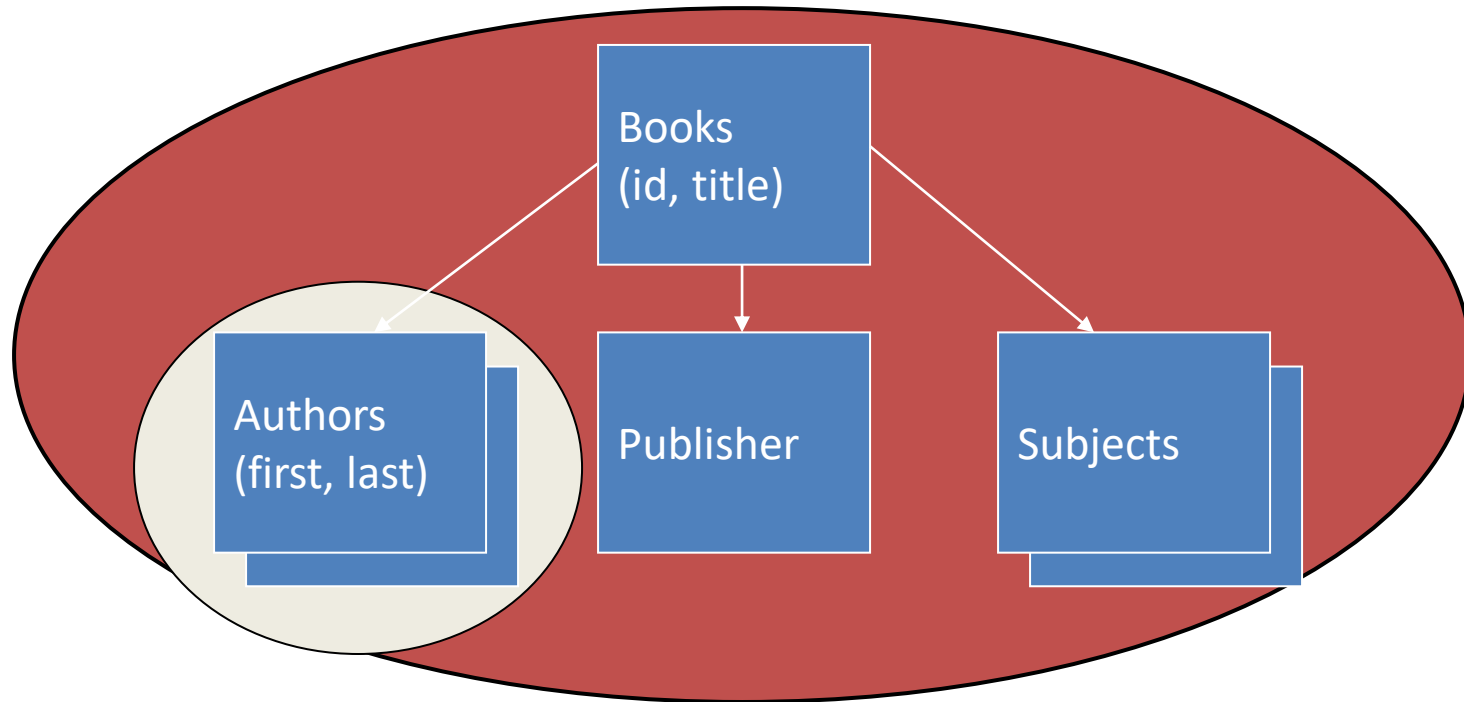 Books
(id, title)
Authors
(first, last)
Publisher
Subjects